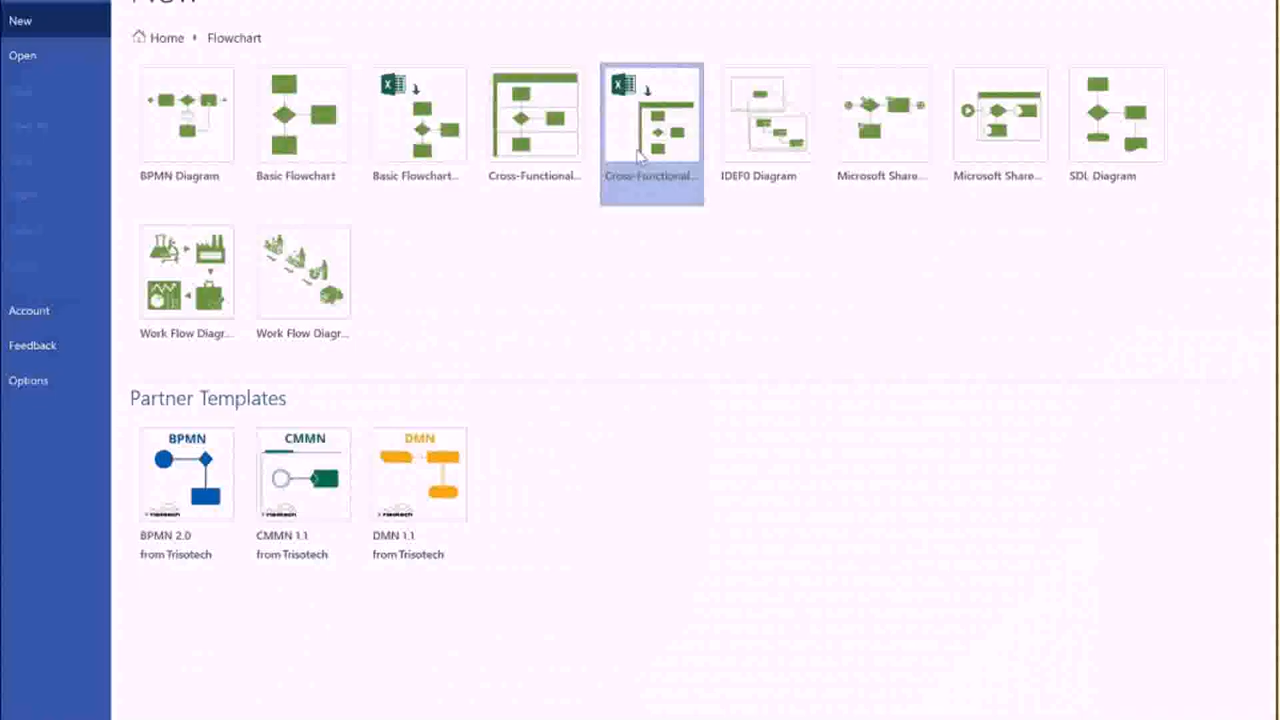 New
Open
Account
Feedback
Options
Home
Flowchart
BPMN Diagram
Basic Flowchart
Basic Flowchart...
Cross-Functional...
Cross-Functional...
IDEF0 Diagram
Microsoft Share...
Microsoft Share...
SDL Diagram
Work Flow Diagr...
Work Flow Diagr...
Partner Templates
BPMN
CMMN
DMN
BPMN 2.0
from Trisotech
CMMN 1.1
from Trisotech
DMN 1.1
from Trisotech